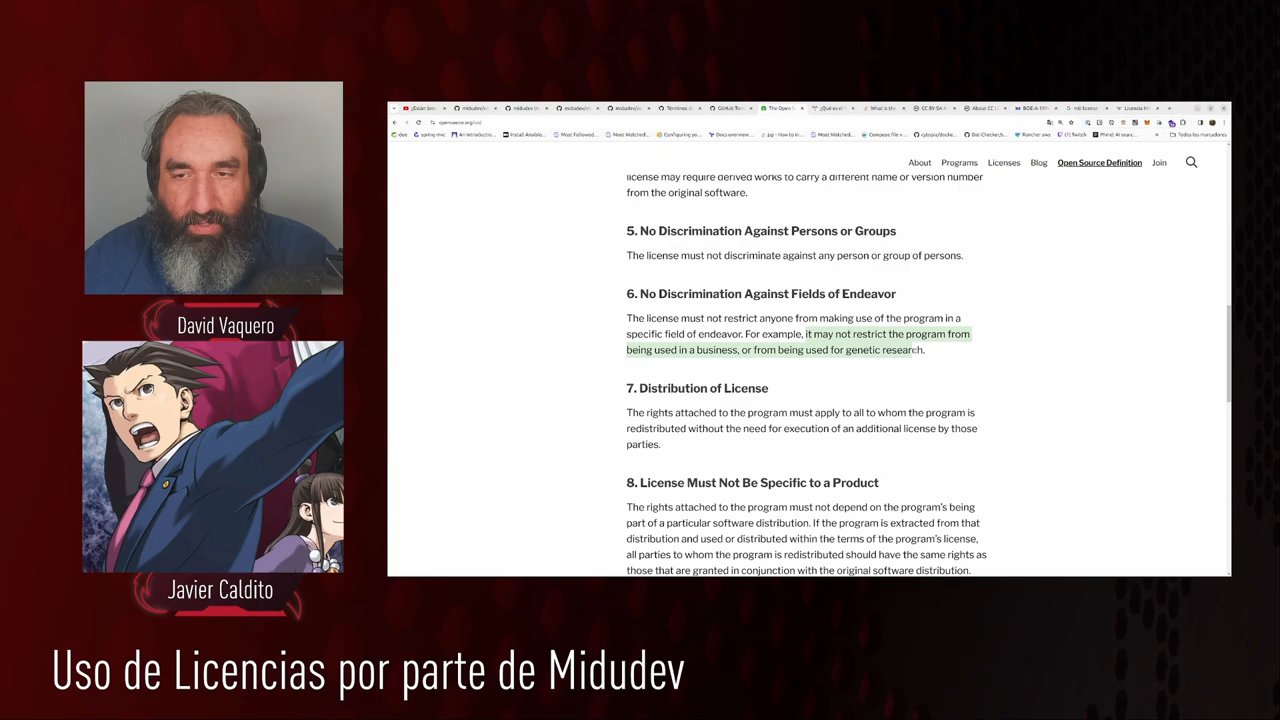 David Vaquero
Javier Caldito
Uso de Licencias por parte de Midudev
opensource.org/osd
About Programs Licenses Blog Open Source Definition Join
license may require derived works to carry a different name or version number
from the original software.
5. No Discrimination Against Persons or Groups
The license must not discriminate against any person or group of persons.
6. No Discrimination Against Fields of Endeavor
The license must not restrict anyone from making use of the program in a
specific field of endeavor. For example, it may not restrict the program from
being used in a business, or from being used for genetic research.
7. Distribution of License
The rights attached to the program must apply to all to whom the program is
redistributed without the need for execution of an additional license by those
parties.
8. License Must Not Be Specific to a Product
The rights attached to the program must not depend on the program's being
part of a particular software distribution. If the program is extracted from that
distribution and used or distributed within the terms of the program's license,
all parties to whom the program is redistributed should have the same rights as
those that are granted in conjunction with the original software distribution.